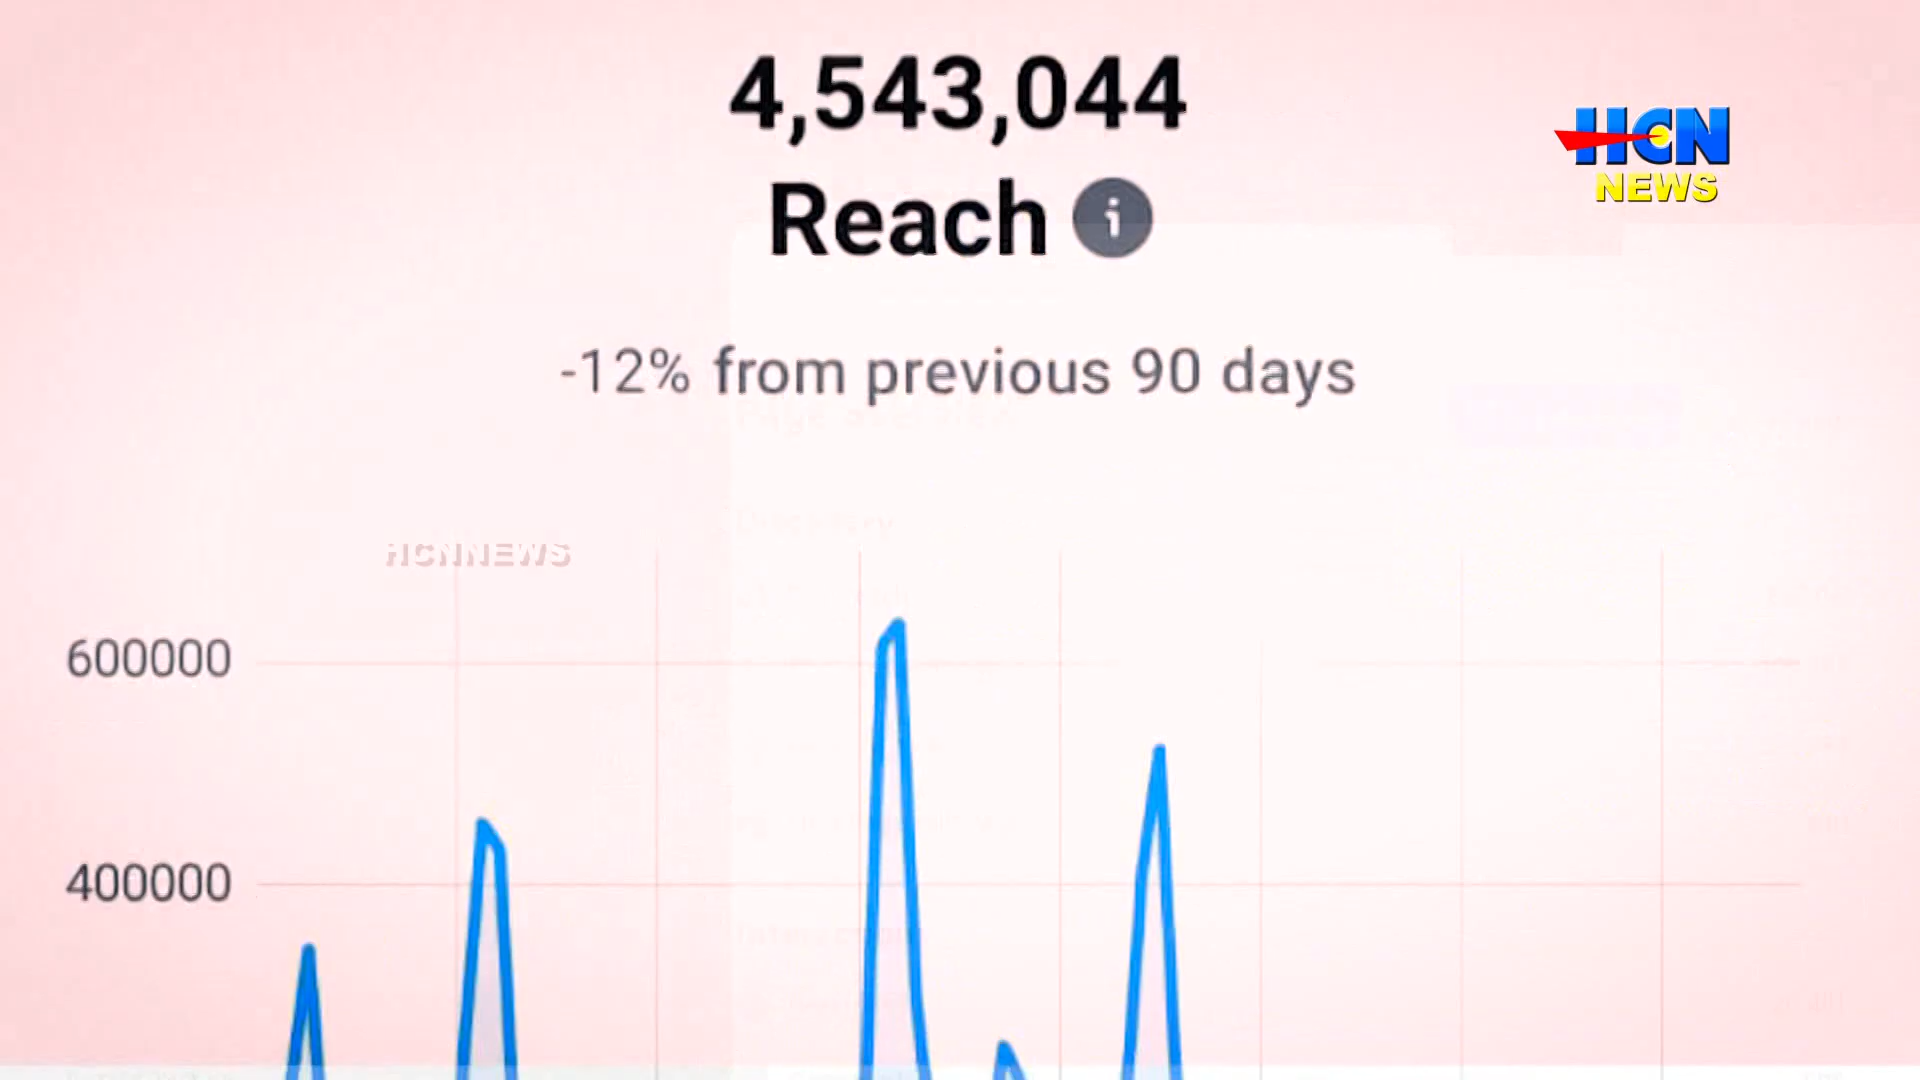 4,543,044
HCN
NEWS
Reach i
-12% from previous 90 days
HCNNEWS
600000
400000